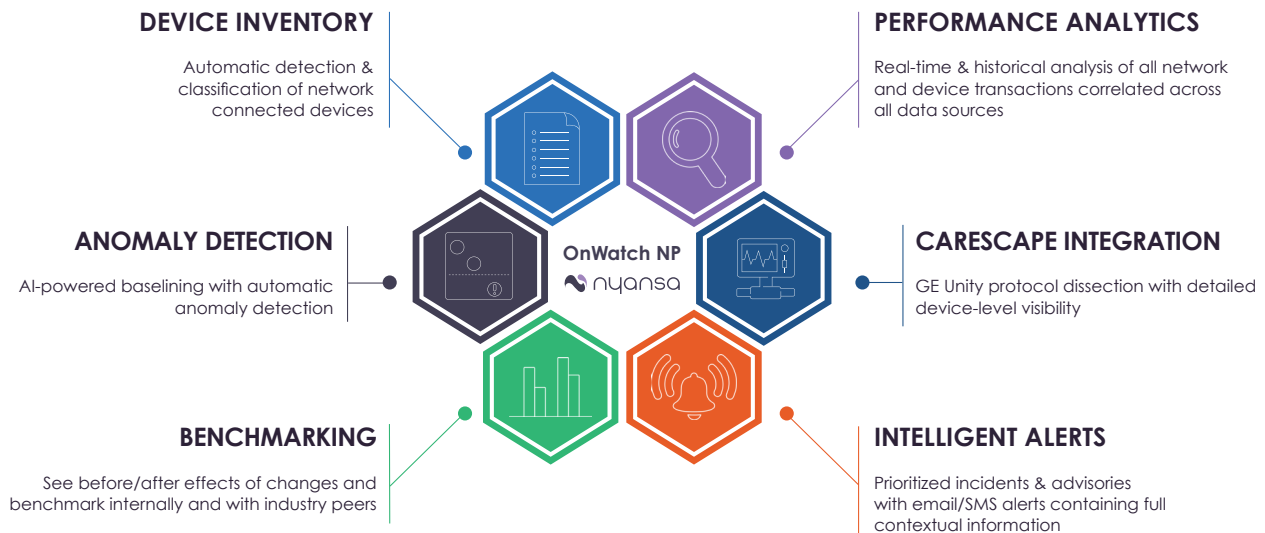 DEVICE INVENTORY
Automatic detection &
classification of network
connected devices
PERFORMANCE ANALYTICS
Real-time & historical analysis of all network
and device transactions correlated across
all data sources
ANOMALY DETECTION
AI-powered baselining with automatic
anomaly detection
OnWatch NP
nyansa
CARESCAPE INTEGRATION
GE Unity protocol dissection with detailed
device-level visibility
BENCHMARKING
See before/after effects of changes and
benchmark internally and with industry peers
INTELLIGENT ALERTS
Prioritized incidents & advisories
with email/SMS alerts containing full
contextual information